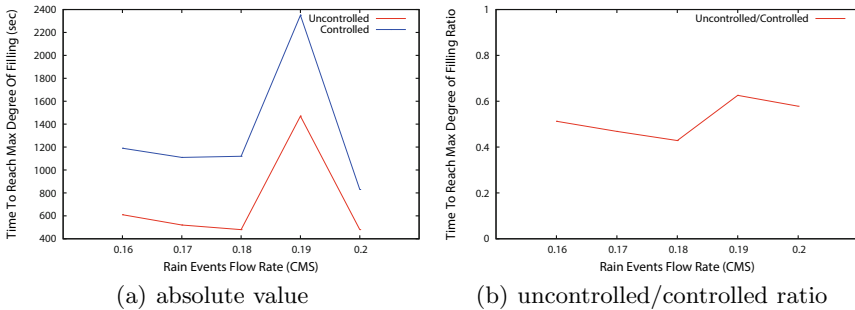 Time To Reach Max Degree Of Filling (sec)
2400
2200
2000
1800
1600
1400
1200
1000
800
600
400
Uncontrolled
Controlled
0.16 0.17 0.18 0.19 0.2
Rain Events Flow Rate (CMS)
(a) absolute value
Time To Reach Max Degree of Filling Ratio
1
0.8
0.6
0.4
0.2
0
Uncontrolled/Controlled
0.16 0.17 0.18 0.19 0.2
Rain Events Flow Rate (CMS)
(b) uncontrolled/controlled ratio